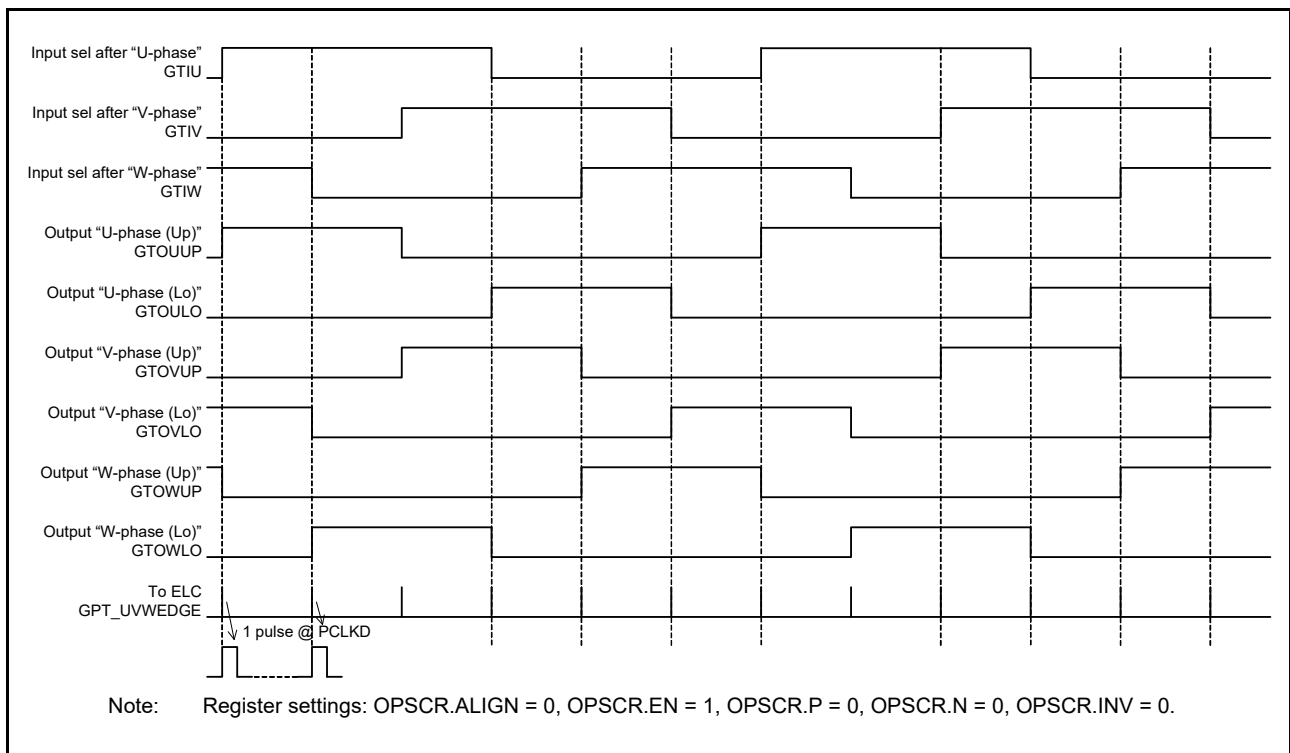 Input sel after “U-phase”
GTIU
Input sel after “V-phase”
GTIV
Input sel after “W-phase”
GTIW
Output “U-phase (Up)”
GTOUUP
Output “U-phase (Lo)”
GTOULO
Output “V-phase (Up)”
GTOVUP
Output “V-phase (Lo)”
GTOVLO
Output “W-phase (Up)”
GTOWUP
Output “W-phase (Lo)”
GTOWLO
To ELC
GPT_UVWEDGE
1 pulse @ PCLKD
Note: Register settings: OPSCR.ALIGN = 0, OPSCR.EN = 1, OPSCR.P = 0, OPSCR.N = 0, OPSCR.INV = 0.